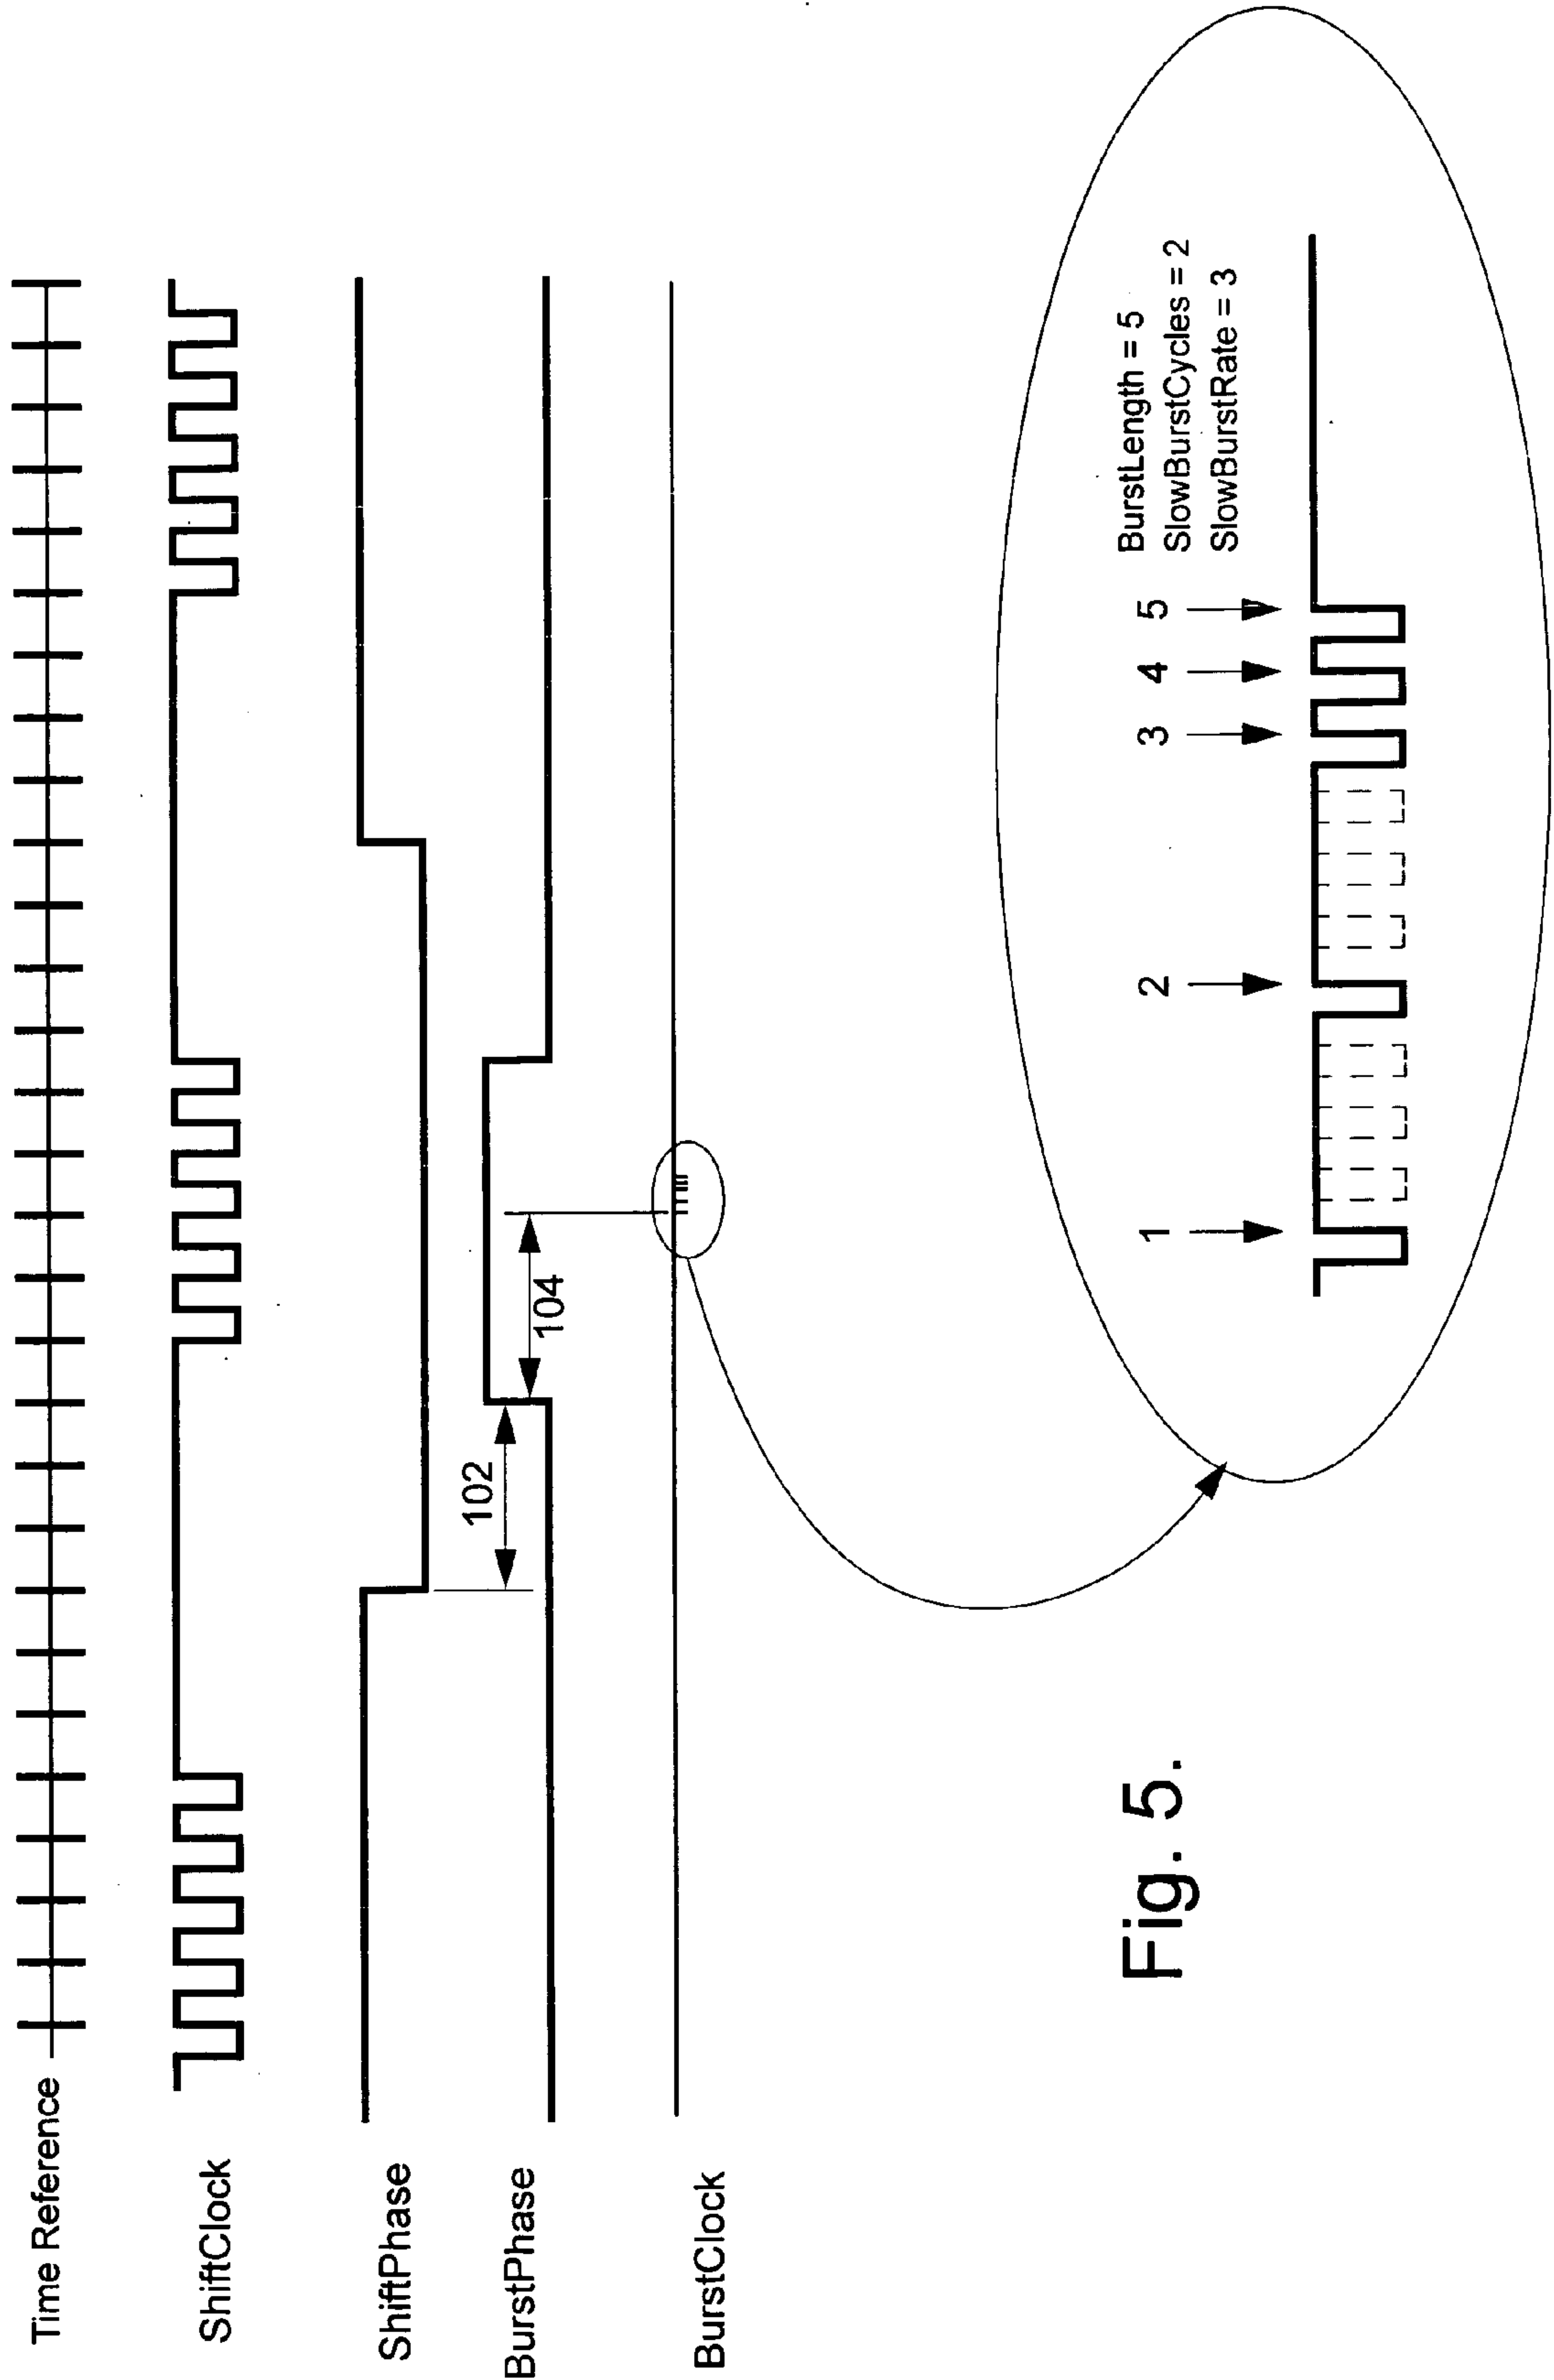 Time Reference
ShiftClock
ShiftPhase
BurstPhase
BurstClock
102
104
1
2
3
4
5
BurstLength = 5
SlowBurstCycles = 2
SlowBurstRate = 3
Fig. 5.